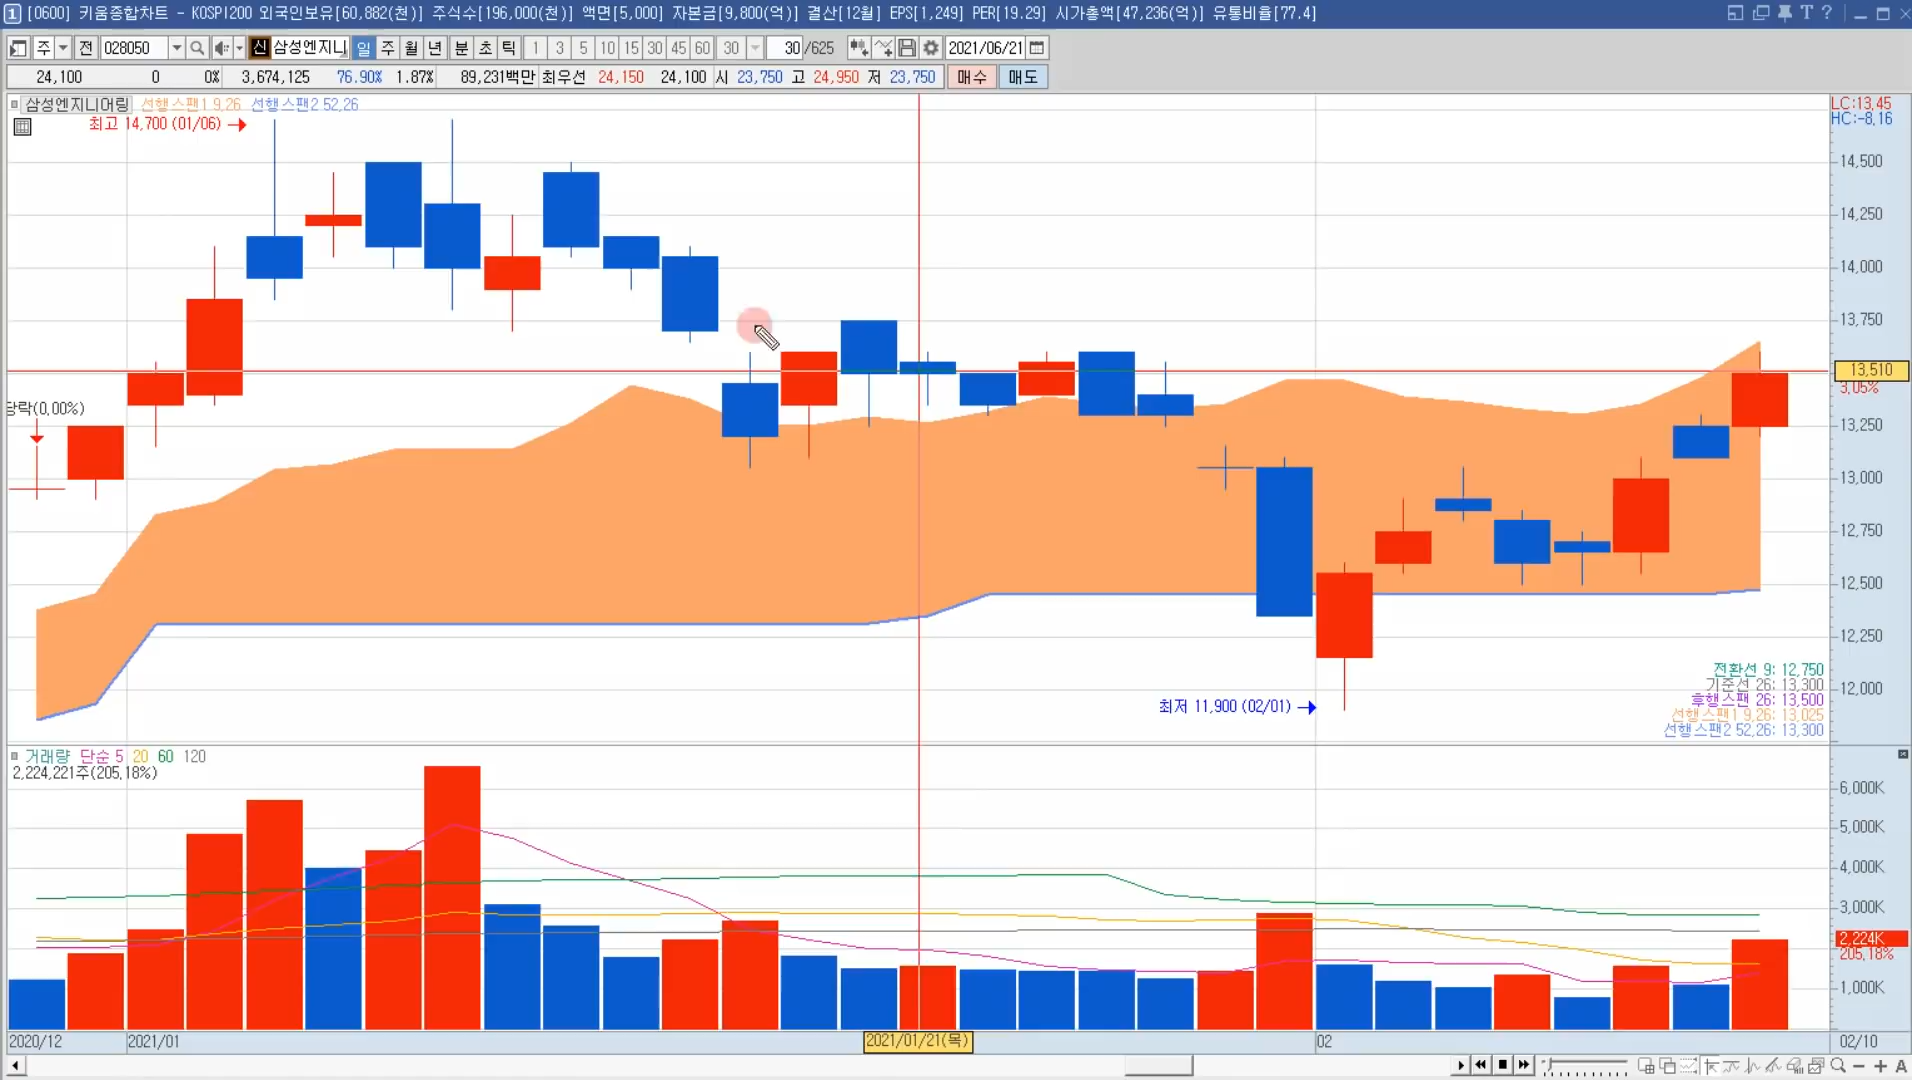 1 [0600] 키움종합차트 - KOSPI200 외국인보유[60,882(천)] 주식수[196,000(천)] 액면[5,000] 자본금[9,800(억)] 결산[12월] EPS[1,249] PER[19.29] 시가총액[47,236(억)] 유통비율[77.4]
주 전 028050 신 삼성엔지니 일 주 월 년 분 초 틱 1 3 5 10 15 30 45 60 30 30 /625 2021/06/21
24,100 0 0% 3,674,125 76.90% 1.87% 89,231백만 최우선 24,150 24,100 시 23,750 고 24,950 저 23,750 매수 매도
삼성엔지니어링 선행스팬1 9,26 선행스팬2 52,26
LC:13,45
HC:-8,16
최고 14,700 (01/06) →
14,500
14,250
14,000
13,750
13,510
3,05%
당락(0,00%)
13,250
13,000
12,750
12,500
12,250
12,000
최저 11,900 (02/01) →
전환선 9: 12,750
기준선 26: 13,300
후행스팬 26: 13,500
선행스팬1 9,26: 13,025
선행스팬2 52,26: 13,300
거래량 단순 5 20 60 120
2,224,221주(205,18%)
6,000K
5,000K
4,000K
3,000K
2,224K
205,18%
1,000K
2020/12 2021/01 2021/01/21(목) 02 02/10